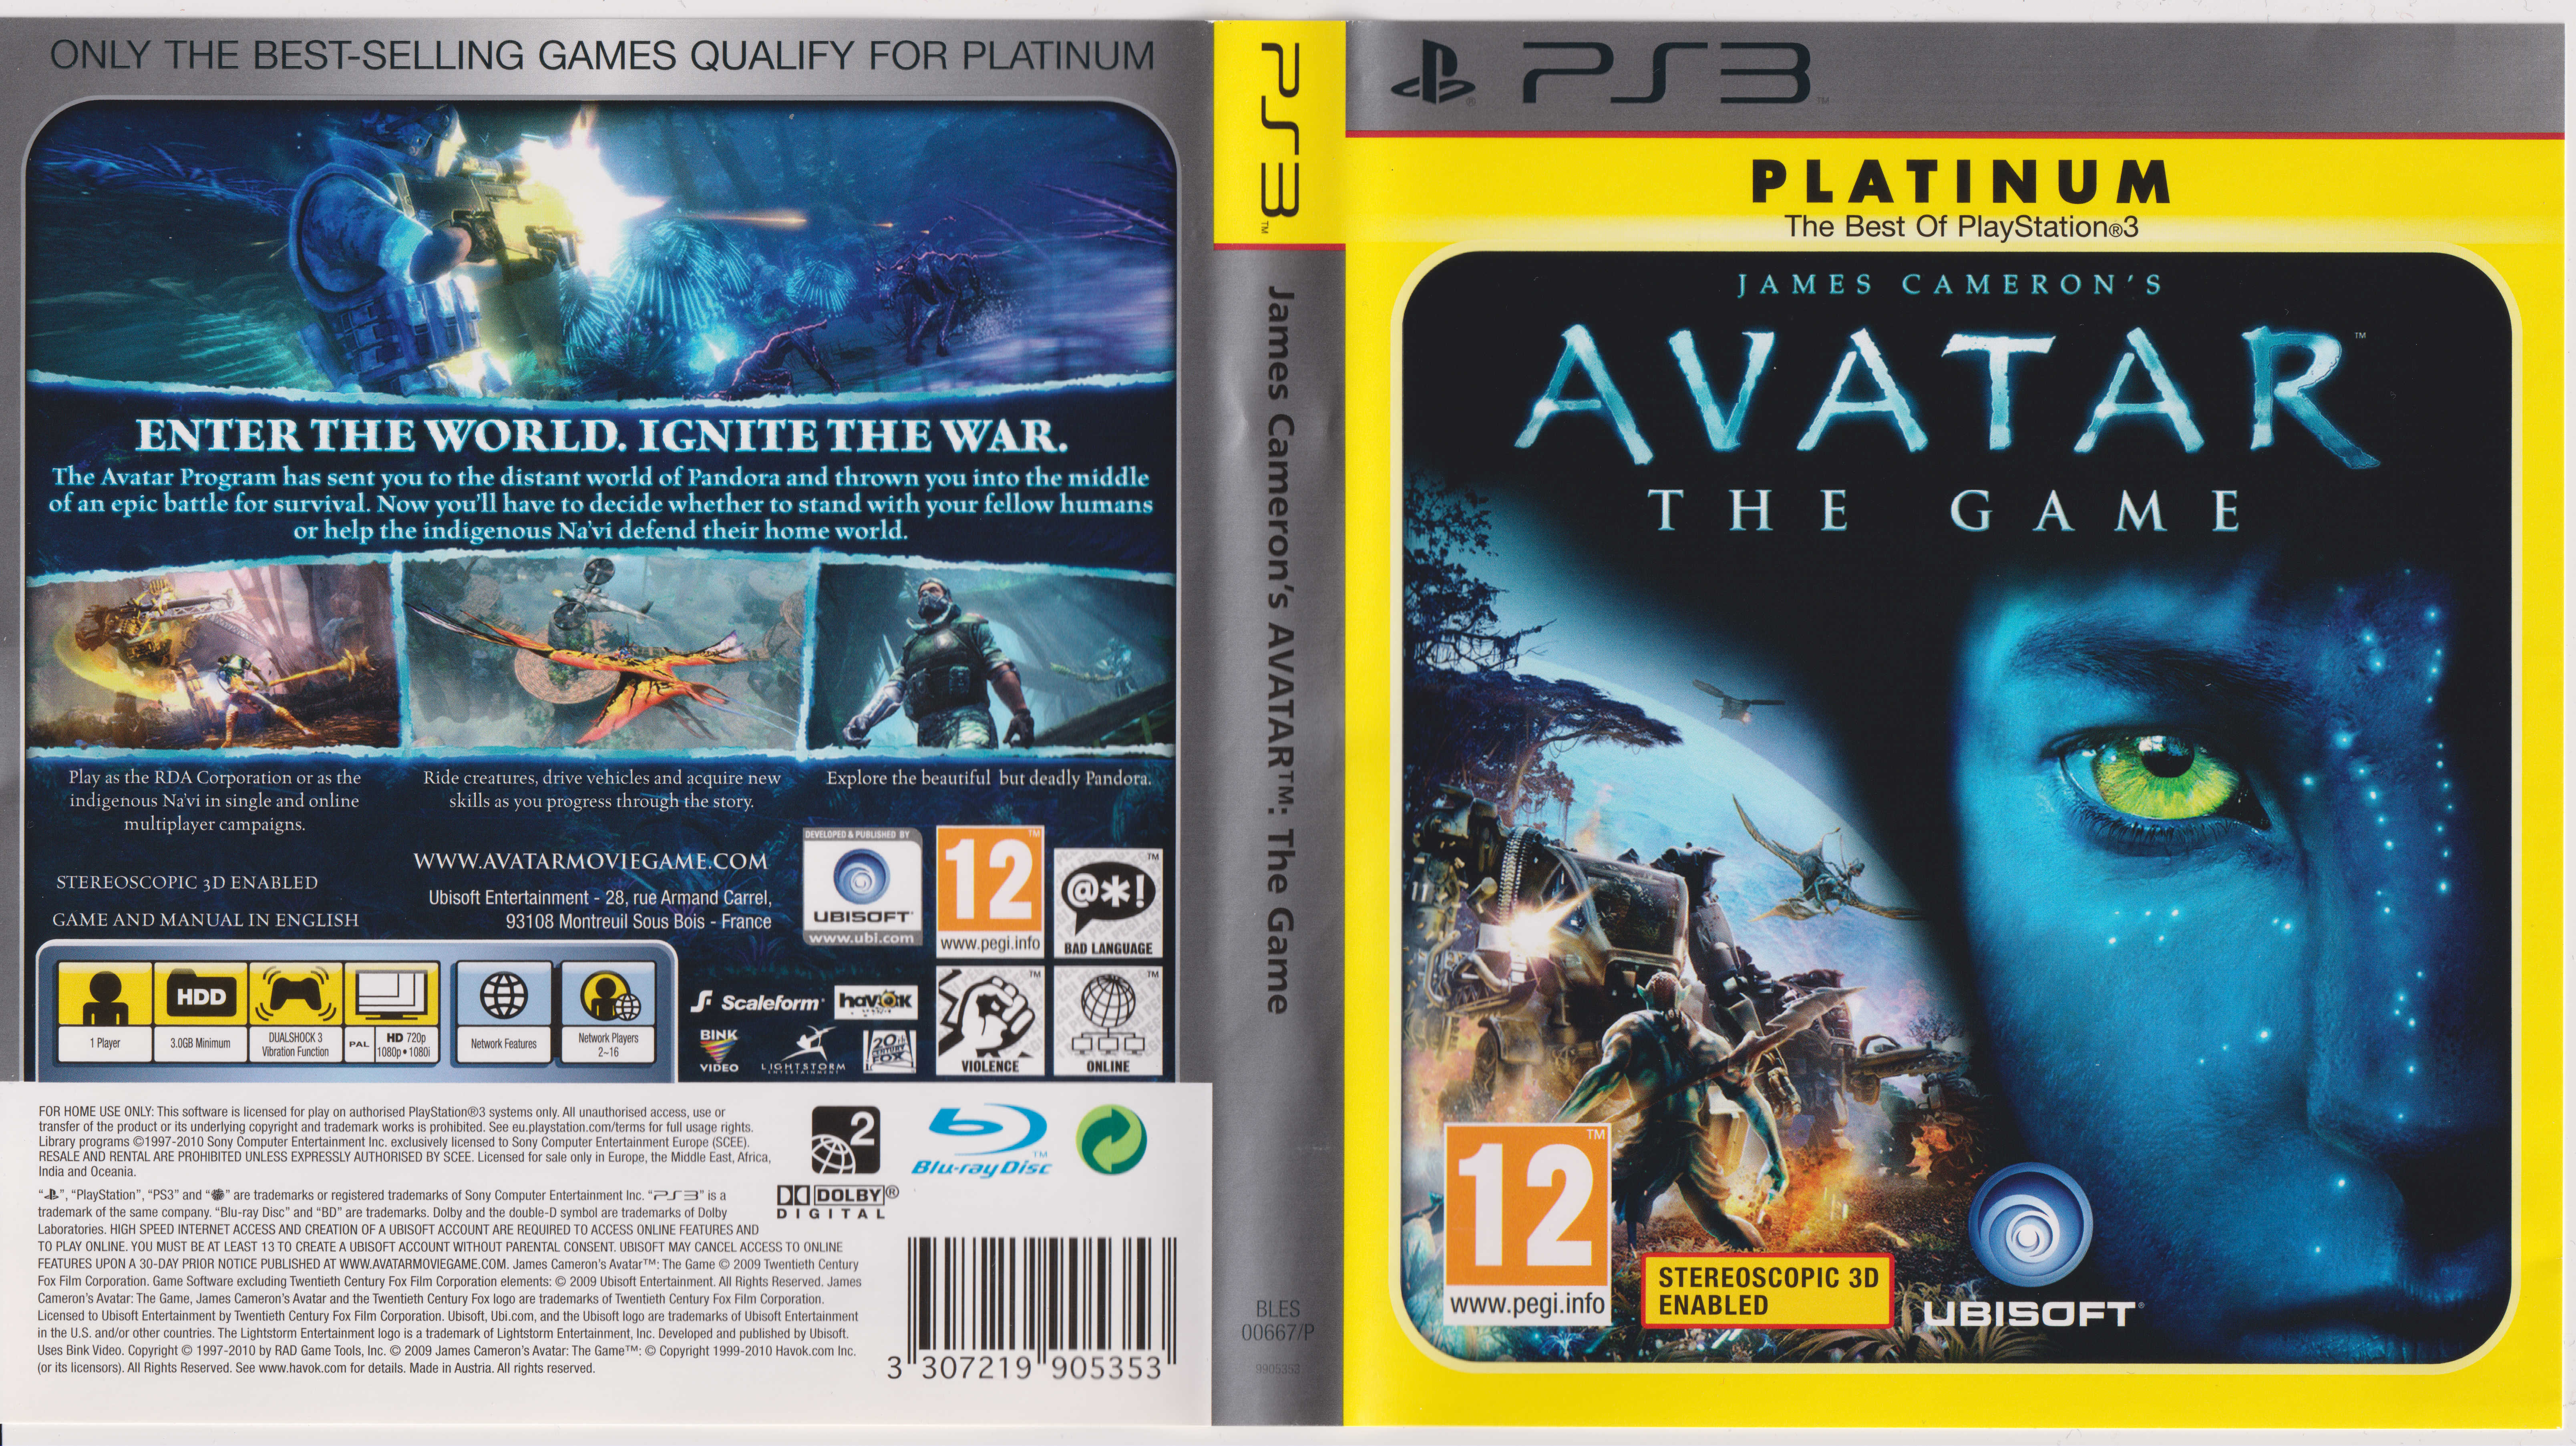 ONLY THE BEST-SELLING GAMES QUALIFY FOR PLATINUM
ENTER THE WORLD. IGNITE THE WAR.
The Avatar Program has sent you to the distant world of Pandora and thrown you into the middle
of an epic battle for survival. Now you'll have to decide whether to stand with your fellow humans
or help the indigenous Na'vi defend their home world.
Play as the RDA Corporation or as the
indigenous Na'vi in single and online
multiplayer campaigns.
Ride creatures, drive vehicles and acquire new
skills as you progress through the story.
Explore the beautiful but deadly Pandora.
STEREOSCOPIC 3D ENABLED
GAME AND MANUAL IN ENGLISH
WWW.AVATARMOVIEGAME.COM
Ubisoft Entertainment - 28, rue Armand Carrel,
93108 Montreuil Sous Bois - France
DEVELOPED & PUBLISHED BY
UBISOFT
www.ubi.com
12™
www.pegi.info
@*!
BAD LANGUAGE
VIOLENCE
ONLINE
HDD
1 Player
3.0GB Minimum
DUALSHOCK 3
Vibration Function
PAL
HD 720p
1080p•1080i
Network Features
Network Players
2~16
Scaleform
havok
BINK
VIDEO
LIGHTSTORM
ENTERTAINMENT
20th
CENTURY
FOX
FOR HOME USE ONLY: This software is licensed for play on authorised PlayStation®3 systems only. All unauthorised access, use or
transfer of the product or its underlying copyright and trademark works is prohibited. See eu.playstation.com/terms for full usage rights.
Library programs ©1997-2010 Sony Computer Entertainment Inc. exclusively licensed to Sony Computer Entertainment Europe (SCEE).
RESALE AND RENTAL ARE PROHIBITED UNLESS EXPRESSLY AUTHORISED BY SCEE. Licensed for sale only in Europe, the Middle East, Africa,
India and Oceania.
"", "PlayStation", "PS3" and "" are trademarks or registered trademarks of Sony Computer Entertainment Inc. "PS3" is a
trademark of the same company. "Blu-ray Disc" and "BD" are trademarks. Dolby and the double-D symbol are trademarks of Dolby
Laboratories. HIGH SPEED INTERNET ACCESS AND CREATION OF A UBISOFT ACCOUNT ARE REQUIRED TO ACCESS ONLINE FEATURES AND
TO PLAY ONLINE. YOU MUST BE AT LEAST 13 TO CREATE A UBISOFT ACCOUNT WITHOUT PARENTAL CONSENT. UBISOFT MAY CANCEL ACCESS TO ONLINE
FEATURES UPON A 30-DAY PRIOR NOTICE PUBLISHED AT WWW.AVATARMOVIEGAME.COM. James Cameron's Avatar™: The Game © 2009 Twentieth Century
Fox Film Corporation. Game Software excluding Twentieth Century Fox Film Corporation elements: © 2009 Ubisoft Entertainment. All Rights Reserved. James
Cameron's Avatar: The Game, James Cameron's Avatar and the Twentieth Century Fox logo are trademarks of Twentieth Century Fox Film Corporation.
Licensed to Ubisoft Entertainment by Twentieth Century Fox Film Corporation. Ubisoft, Ubi.com, and the Ubisoft logo are trademarks of Ubisoft Entertainment
in the U.S. and/or other countries. The Lightstorm Entertainment logo is a trademark of Lightstorm Entertainment, Inc. Developed and published by Ubisoft.
Uses Bink Video. Copyright © 1997-2010 by RAD Game Tools, Inc. © 2009 James Cameron's Avatar: The Game™: © Copyright 1999-2010 Havok.com Inc.
(or its licensors). All Rights Reserved. See www.havok.com for details. Made in Austria. All rights reserved.
2
DOLBY®
DIGITAL
Blu-ray Disc™
3 307219 905353
PS3™
James Cameron's AVATAR™: The Game
BLES
00667/P
9905353
PS3™
PLATINUM
The Best Of PlayStation®3
JAMES CAMERON'S
AVATAR™
THE GAME
11
12™
www.pegi.info
STEREOSCOPIC 3D
ENABLED
UBISOFT®